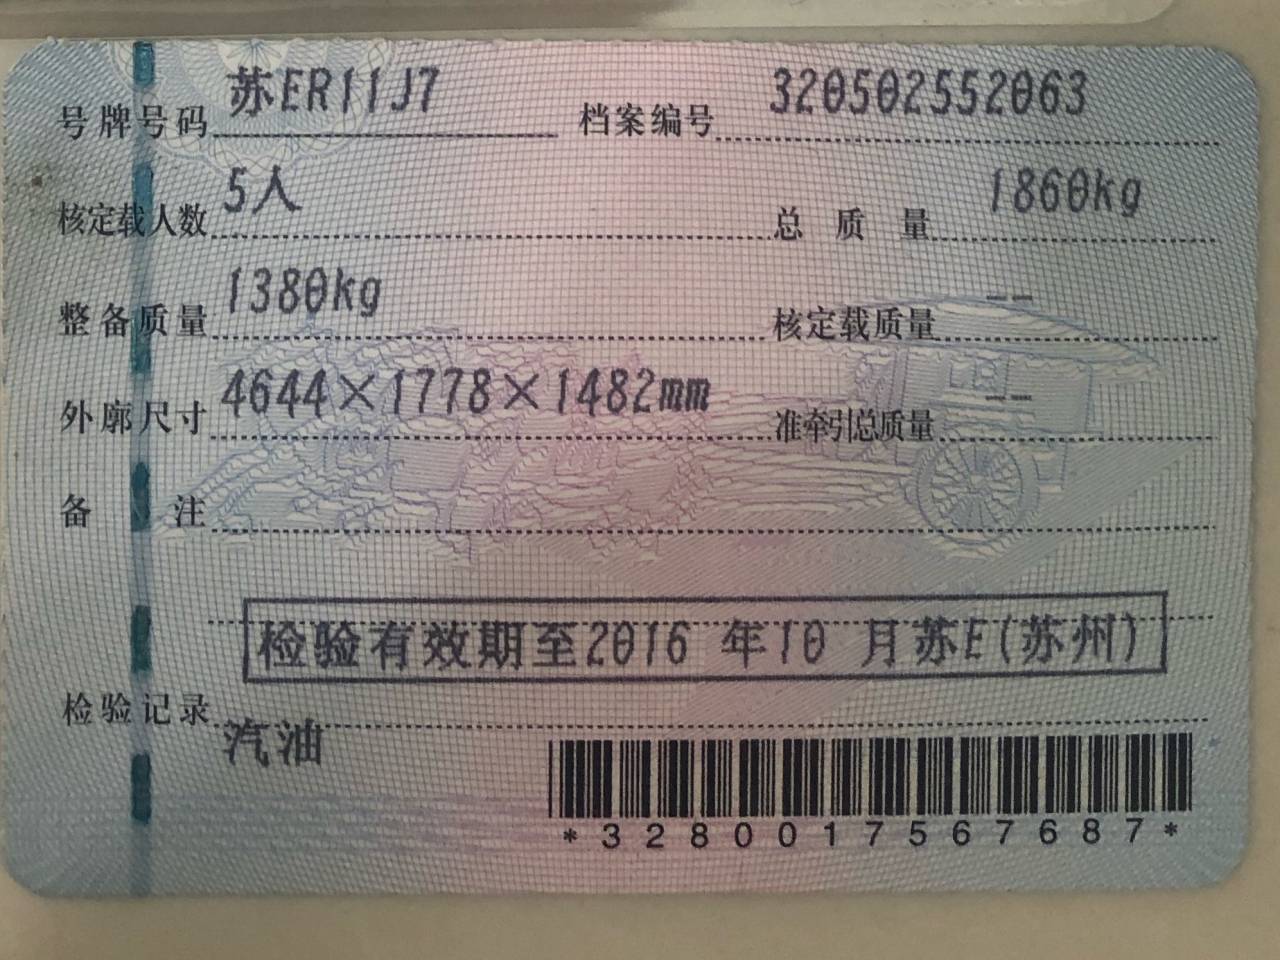 号牌号码 苏ER11J7 档案编号 320502552063
核定载人数 5人 总质量 1860kg
整备质量 1380kg 核定载质量 --
外廓尺寸 4644×1778×1482mm 准牵引总质量 --
备注
检验有效期至2016 年10 月苏E(苏州)
检验记录
汽油
*3280017567687*